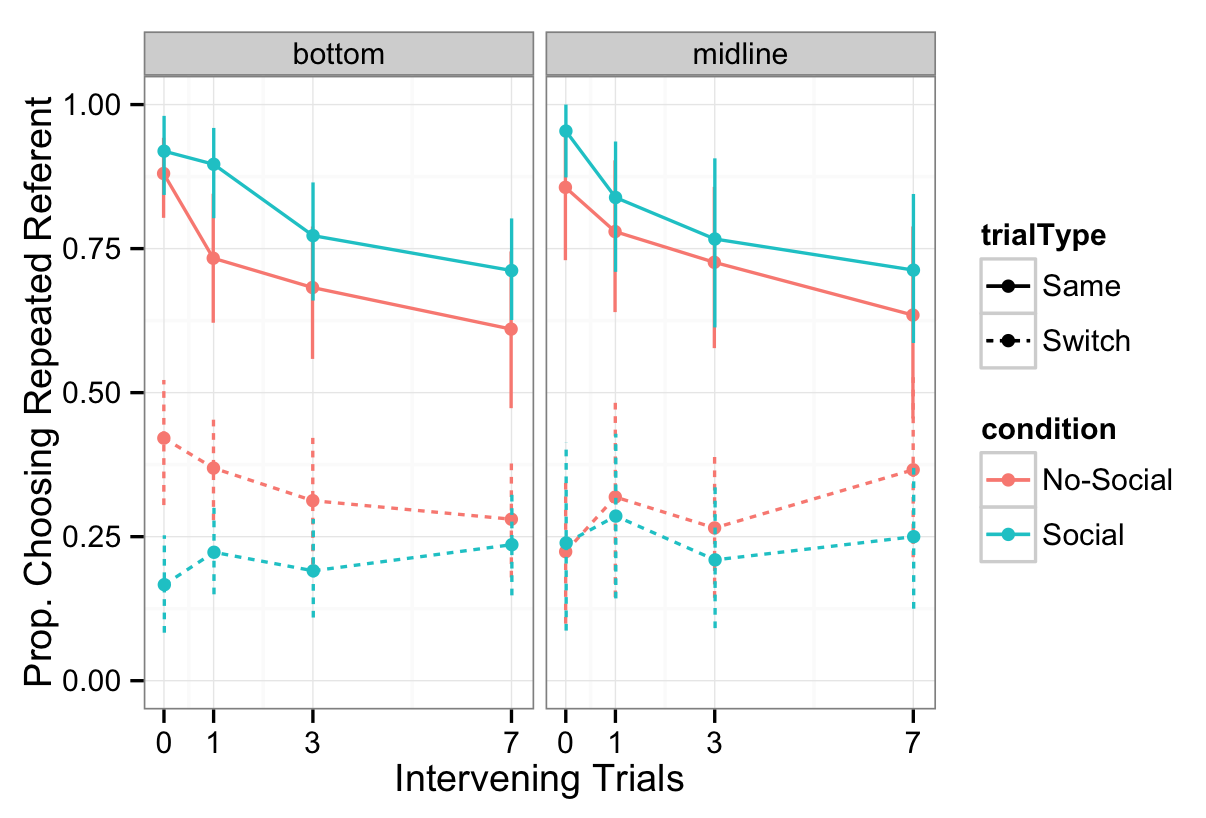 bottom midline
Prop. Choosing Repeated Referent
1.00
0.75
0.50
0.25
0.00
0 1 3 7 0 1 3 7
Intervening Trials
trialType
Same
Switch
condition
No-Social
Social